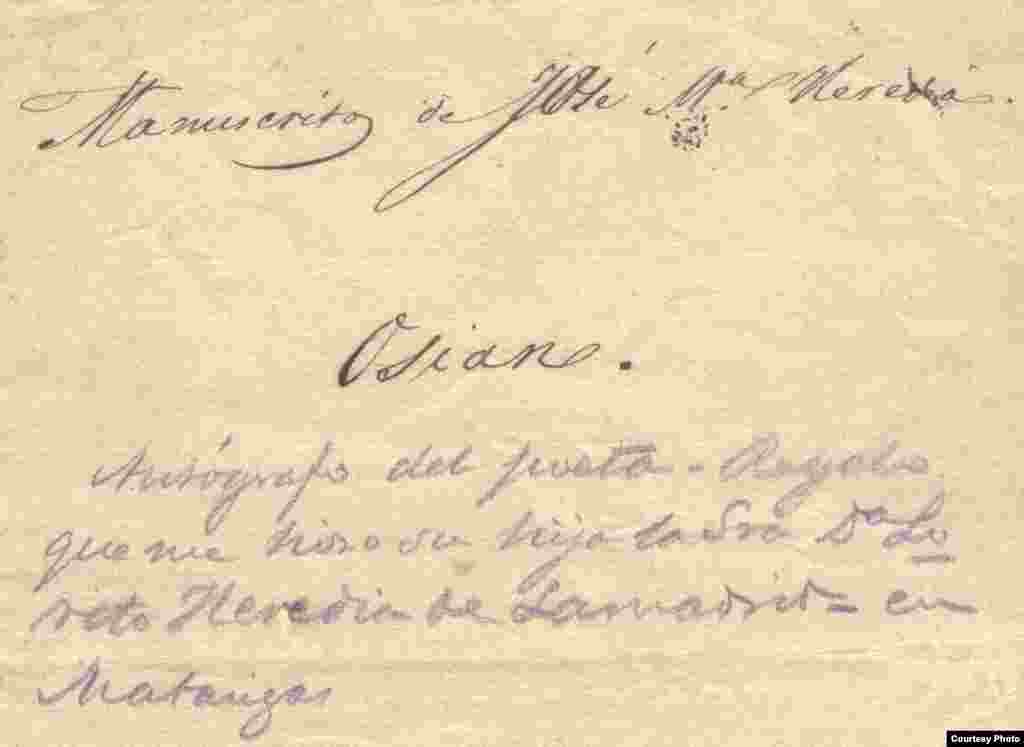 Manuscrito de José Mª Heredia.
Osian.
Autógrafo del poeta - Regalo
que me hizo su hija la Sra Dª Lo
reto Heredia de Lamadrid - en
Matanzas
Courtesy Photo